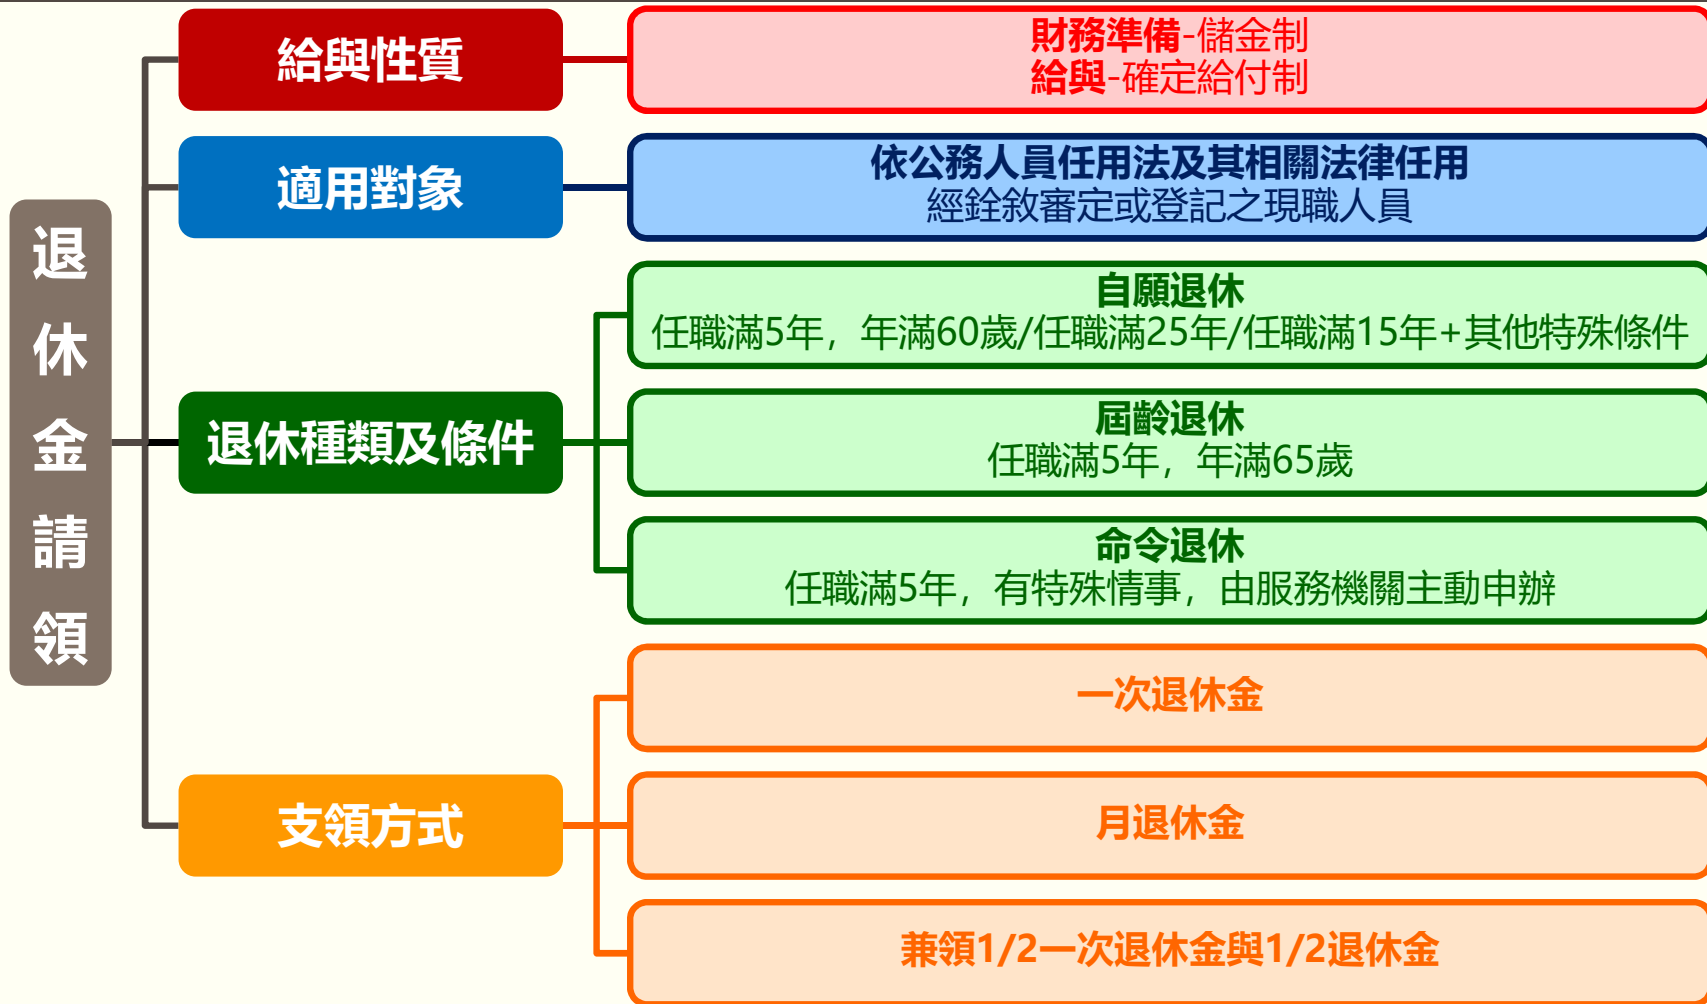 退休金請領
給與性質
財務準備-儲金制
給與-確定給付制
適用對象
依公務人員任用法及其相關法律任用
經銓敘審定或登記之現職人員
退休種類及條件
自願退休
任職滿5年，年滿60歲/任職滿25年/任職滿15年+其他特殊條件
屆齡退休
任職滿5年，年滿65歲
命令退休
任職滿5年，有特殊情事，由服務機關主動申辦
支領方式
一次退休金
月退休金
兼領1/2一次退休金與1/2退休金